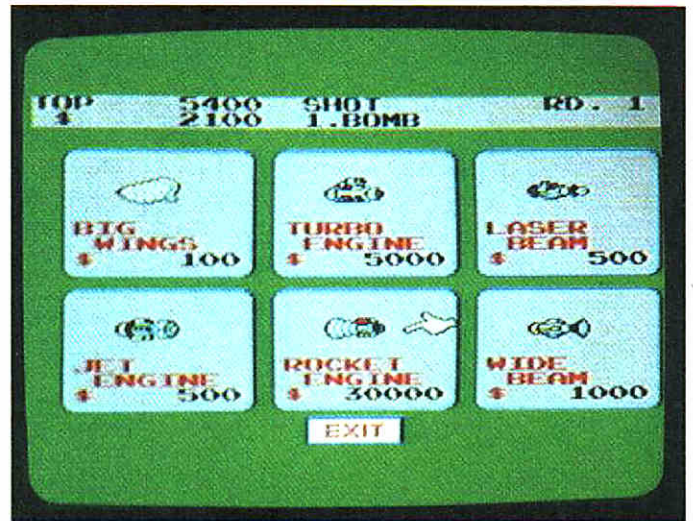 TOP 5400 SHOT RD. 1
$ 2100 1.BOMB
BIG
WINGS
$ 100
TURBO
ENGINE
$ 5000
LASER
BEAM
$ 500
JET
ENGINE
$ 500
ROCKET
ENGINE
$ 30000
WIDE
BEAM
$ 1000
EXIT